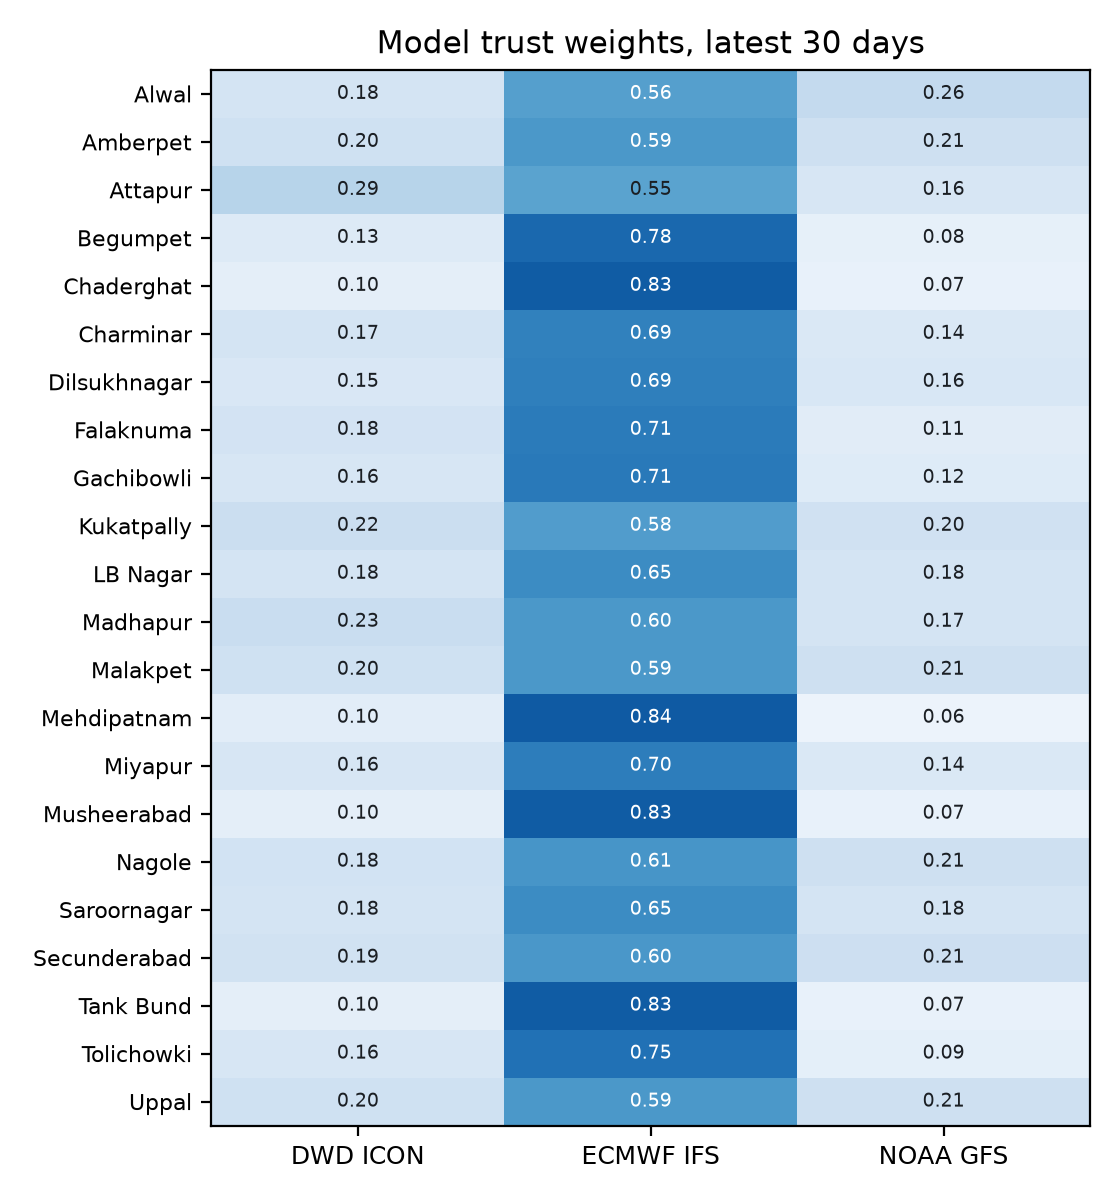 Model trust weights, latest 30 days
Alwal 0.18 0.56 0.26
Amberpet 0.20 0.59 0.21
Attapur 0.29 0.55 0.16
Begumpet 0.13 0.78 0.08
Chaderghat 0.10 0.83 0.07
Charminar 0.17 0.69 0.14
Dilsukhnagar 0.15 0.69 0.16
Falaknuma 0.18 0.71 0.11
Gachibowli 0.16 0.71 0.12
Kukatpally 0.22 0.58 0.20
LB Nagar 0.18 0.65 0.18
Madhapur 0.23 0.60 0.17
Malakpet 0.20 0.59 0.21
Mehdipatnam 0.10 0.84 0.06
Miyapur 0.16 0.70 0.14
Musheerabad 0.10 0.83 0.07
Nagole 0.18 0.61 0.21
Saroornagar 0.18 0.65 0.18
Secunderabad 0.19 0.60 0.21
Tank Bund 0.10 0.83 0.07
Tolichowki 0.16 0.75 0.09
Uppal 0.20 0.59 0.21
DWD ICON ECMWF IFS NOAA GFS